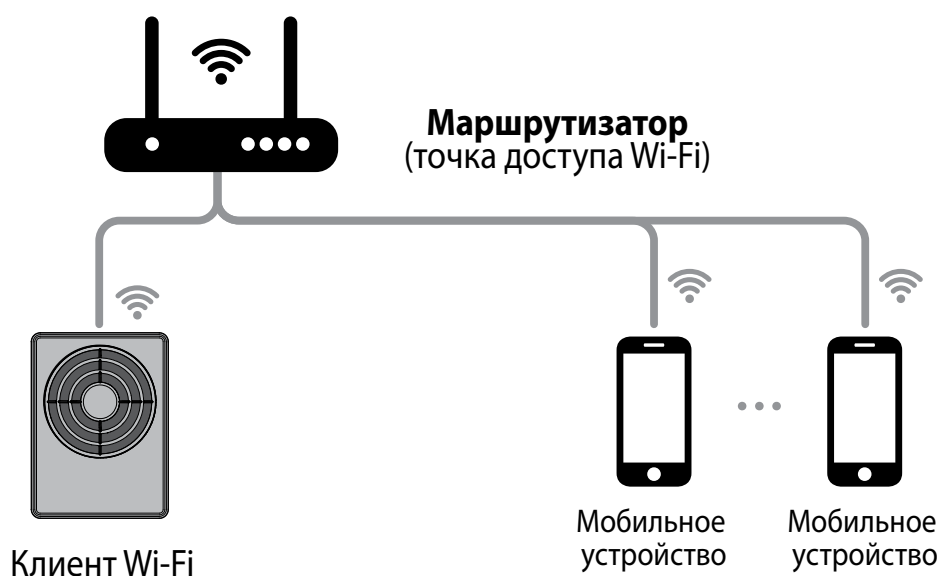 Маршрутизатор
(точка доступа Wi-Fi)
Клиент Wi-Fi
Мобильное
устройство
Мобильное
устройство